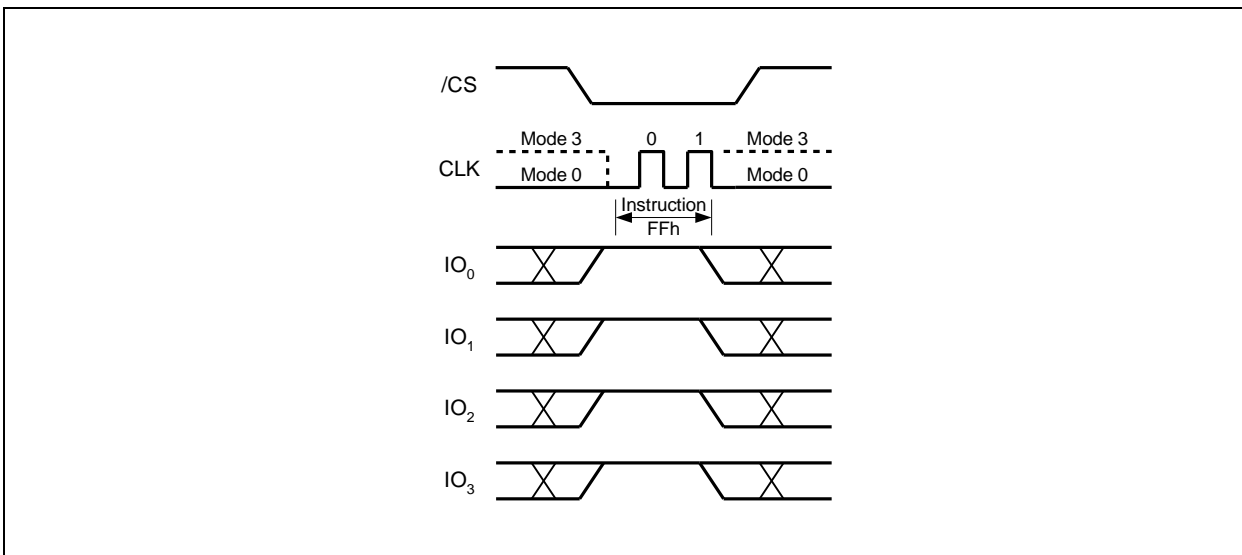 /CS
Mode 3 0 1 Mode 3
CLK
Mode 0 Mode 0
Instruction
FFh
IO0
IO1
IO2
IO3